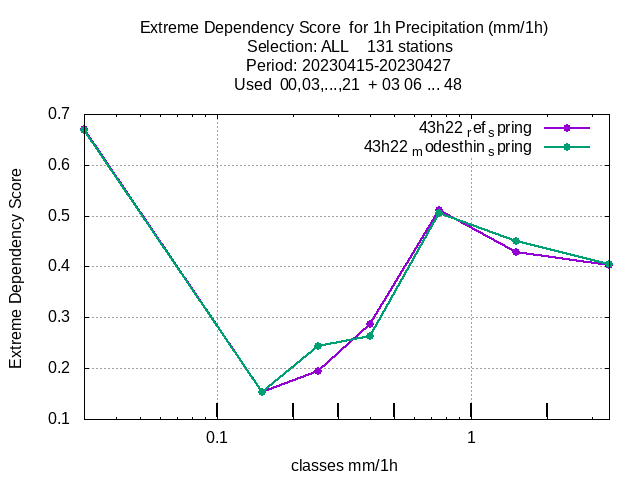 Extreme Dependency Score  for 1h Precipitation (mm/1h)
Selection: ALL    131 stations
Period: 20230415-20230427
Used  00,03,...,21  + 03 06 ... 48
43h22 ref spring
43h22 modesthin spring
0.7
0.6
0.5
0.4
0.3
0.2
0.1
Extreme Dependency Score
0.1
1
classes mm/1h